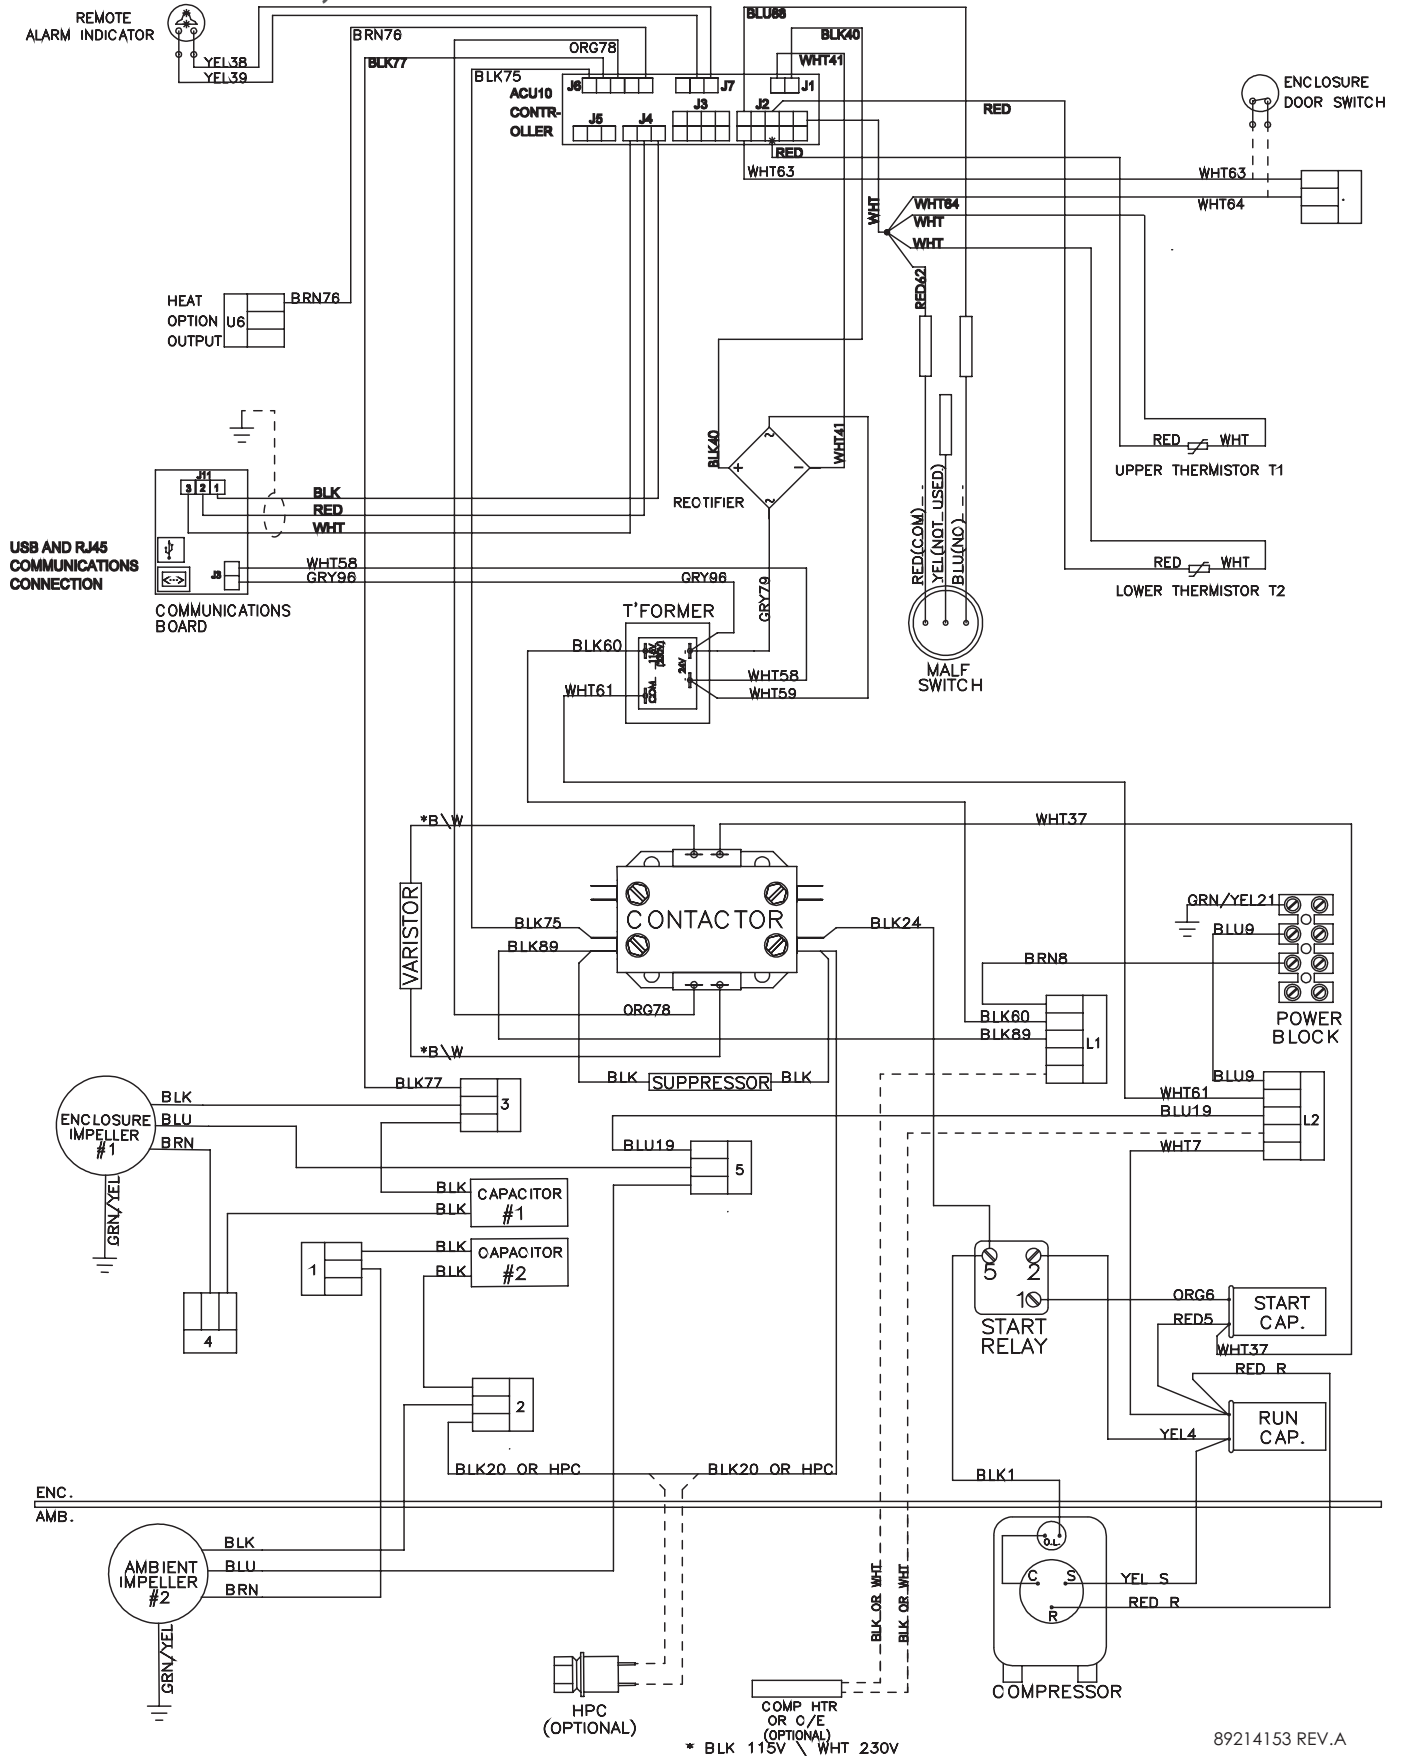 REMOTE
ALARM INDICATOR
YEL38
YEL39
BRN76
BLK77
ORG78
BLK75
ACU10
CONTR-
OLLER
J6
J7
J1
J5
J4
J3
J2
BLU68
BLK40
WHT41
RED
RED
WHT63
WHT63
WHT64
ENCLOSURE
DOOR SWITCH
WHT
WHT64
WHT
WHT
RED62
HEAT
OPTION
OUTPUT
U6
BRN76
BLK40
WHT41
RECTIFIER
RED WHT
UPPER THERMISTOR T1
RED WHT
LOWER THERMISTOR T2
J11
3 2 1
BLK
RED
WHT
USB AND RJ45
COMMUNICATIONS
CONNECTION
J3
WHT58
GRY96
COMMUNICATIONS
BOARD
GRY96
GRY79
T'FORMER
BLK60
WHT61
115V
(230V)
24V
COM.
WHT58
WHT59
RED(COM)
YEL(NOT USED)
BLU(NO)
MALF
SWITCH
*B\W
WHT37
VARISTOR
CONTACTOR
BLK75
BLK89
BLK24
ORG78
*B\W
BLK SUPPRESSOR BLK
GRN/YEL21
BLU9
BRN8
POWER
BLOCK
BLK60
BLK89
L1
BLU9
WHT61
BLU19
WHT7
L2
BLK77
3
ENCLOSURE
IMPELLER
#1
BLK
BLU
BRN
GRN/YEL
BLU19
5
BLK
BLK
CAPACITOR
#1
BLK
BLK
CAPACITOR
#2
1
4
2
5 2
1
START
RELAY
ORG6
RED5
START
CAP.
WHT37
RED R
RUN
CAP.
YEL4
BLK1
BLK20 OR HPC
BLK20 OR HPC
ENC.
AMB.
AMBIENT
IMPELLER
#2
BLK
BLU
BRN
GRN/YEL
BLK OR WHT
BLK OR WHT
O.L.
C S
R
YEL S
RED R
COMPRESSOR
HPC
(OPTIONAL)
COMP HTR
OR C/E
(OPTIONAL)
* BLK 115V \ WHT 230V
89214153 REV.A